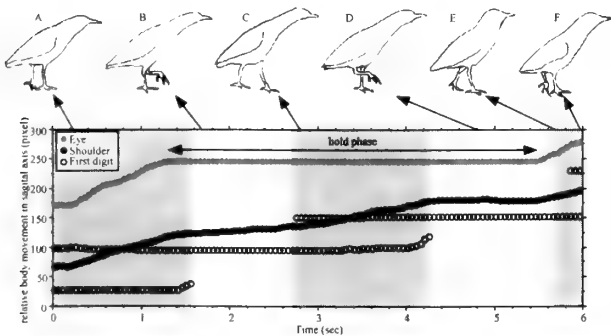 A B C D E F
relative body movement in sagital axis (pixel)
300
250
200
150
100
50
0
Eye
Shoulder
First digit
hold phase
0 1 2 3 4 5 6
Time (sec)